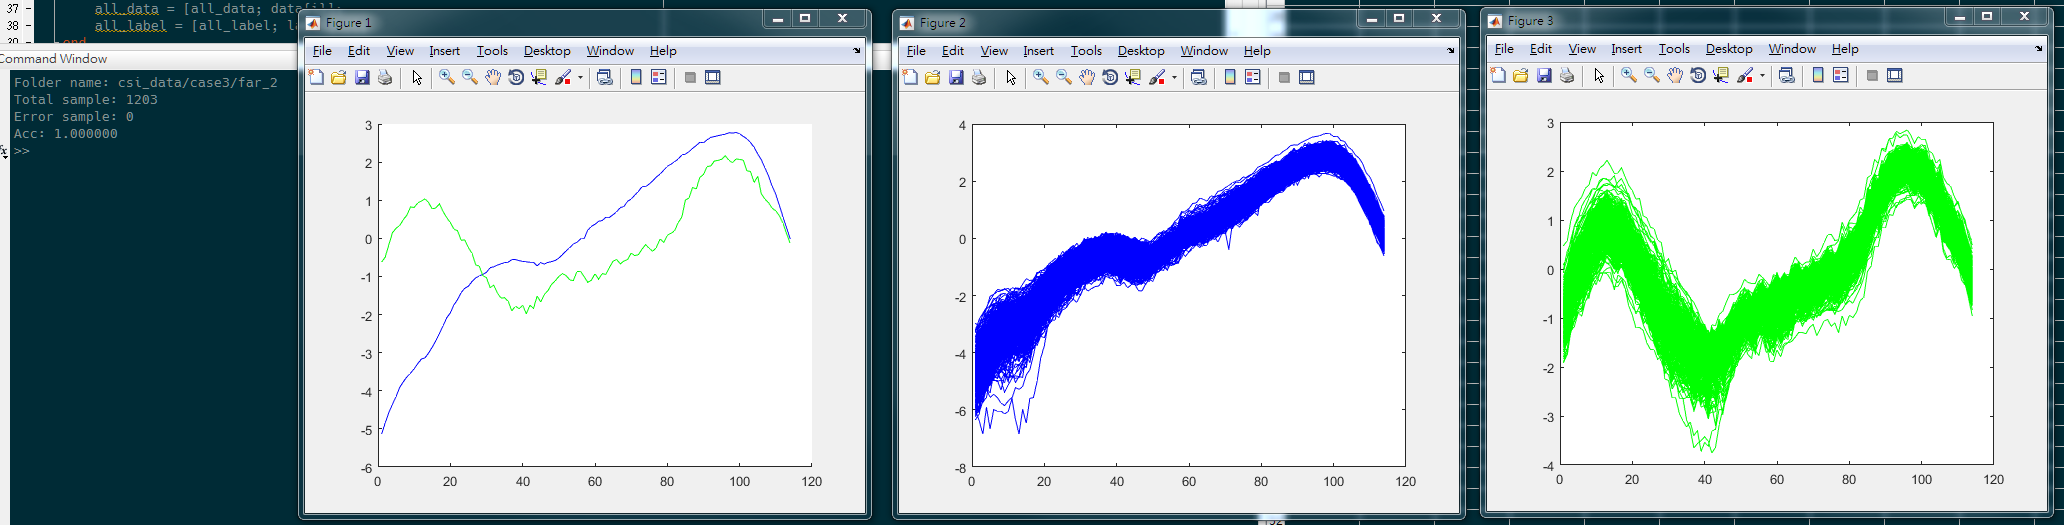 37 all_data = [all_data; data{i}];
38 all_label = [all_label; l
39 end
Command Window
Folder name: csi_data/case3/far_2
Total sample: 1203
Error sample: 0
Acc: 1.000000
fx >>
Figure 1
File Edit View Insert Tools Desktop Window Help
3
2
1
0
-1
-2
-3
-4
-5
-6
0 20 40 60 80 100 120
Figure 2
File Edit View Insert Tools Desktop Window Help
4
2
0
-2
-4
-6
-8
0 20 40 60 80 100 120
Figure 3
File Edit View Insert Tools Desktop Window Help
3
2
1
0
-1
-2
-3
-4
0 20 40 60 80 100 120